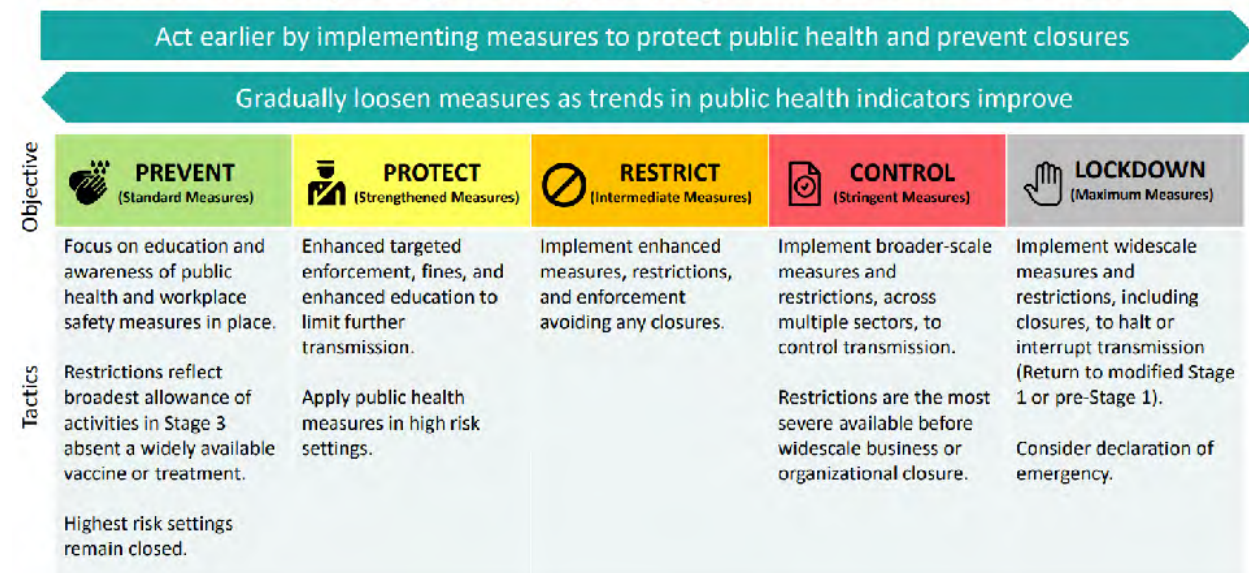 Act earlier by implementing measures to protect public health and prevent closures
Gradually loosen measures as trends in public health indicators improve
Objective
PREVENT
(Standard Measures)
PROTECT
(Strengthened Measures)
RESTRICT
(Intermediate Measures)
CONTROL
(Stringent Measures)
LOCKDOWN
(Maximum Measures)
Tactics
Focus on education and
awareness of public
health and workplace
safety measures in place.
Restrictions reflect
broadest allowance of
activities in Stage 3
absent a widely available
vaccine or treatment.
Highest risk settings
remain closed.
Enhanced targeted
enforcement, fines, and
enhanced education to
limit further
transmission.
Apply public health
measures in high risk
settings.
Implement enhanced
measures, restrictions,
and enforcement
avoiding any closures.
Implement broader-scale
measures and
restrictions, across
multiple sectors, to
control transmission.
Restrictions are the most
severe available before
widescale business or
organizational closure.
Implement widescale
measures and
restrictions, including
closures, to halt or
interrupt transmission
(Return to modified Stage
1 or pre-Stage 1).
Consider declaration of
emergency.